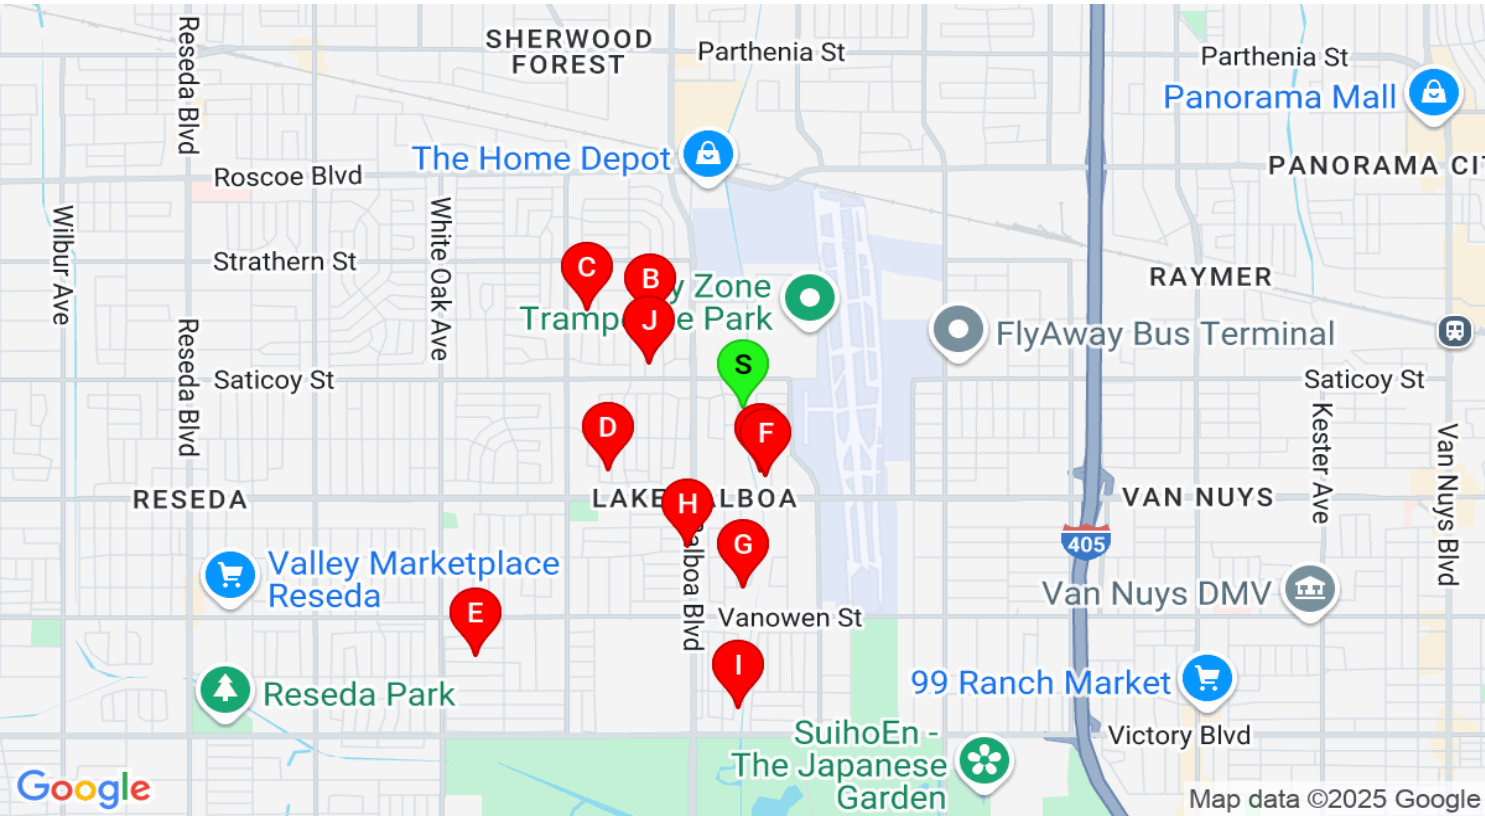 SHERWOOD
FOREST
Parthenia St
Parthenia St
Reseda Blvd
Panorama Mall
The Home Depot
PANORAMA CI
Roscoe Blvd
Wilbur Ave
White Oak Ave
Strathern St
C
B
y Zone
Tramp
e Park
J
RAYMER
FlyAway Bus Terminal
Reseda Blvd
Saticoy St
S
Saticoy St
Kester Ave
Van Nuys Blvd
D
F
RESEDA
LAKE
ALBOA
H
VAN NUYS
G
405
Balboa Blvd
Valley Marketplace
Reseda
Van Nuys DMV
E
Vanowen St
I
Reseda Park
99 Ranch Market
SuihoEn -
The Japanese
Garden
Victory Blvd
Google
Map data ©2025 Google